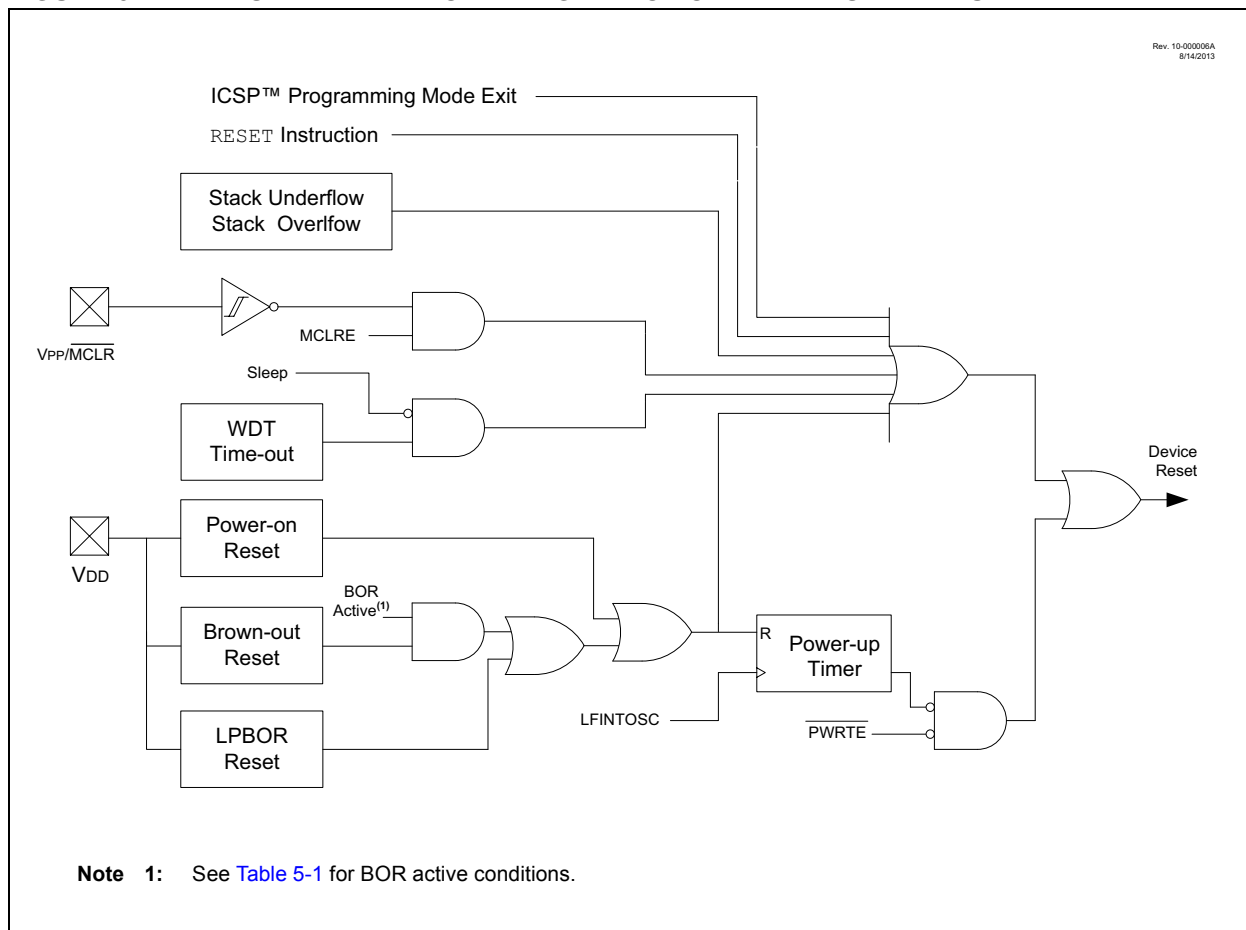 Rev. 10-000006A
8/14/2013
ICSP™ Programming Mode Exit
RESET Instruction
Stack Underflow
Stack Overlfow
VPP/MCLR
MCLRE
Sleep
WDT
Time-out
Device
Reset
VDD
Power-on
Reset
BOR
Active(1)
Brown-out
Reset
R
Power-up
Timer
LFINTOSC
PWRTE
LPBOR
Reset
Note 1: See Table 5-1 for BOR active conditions.